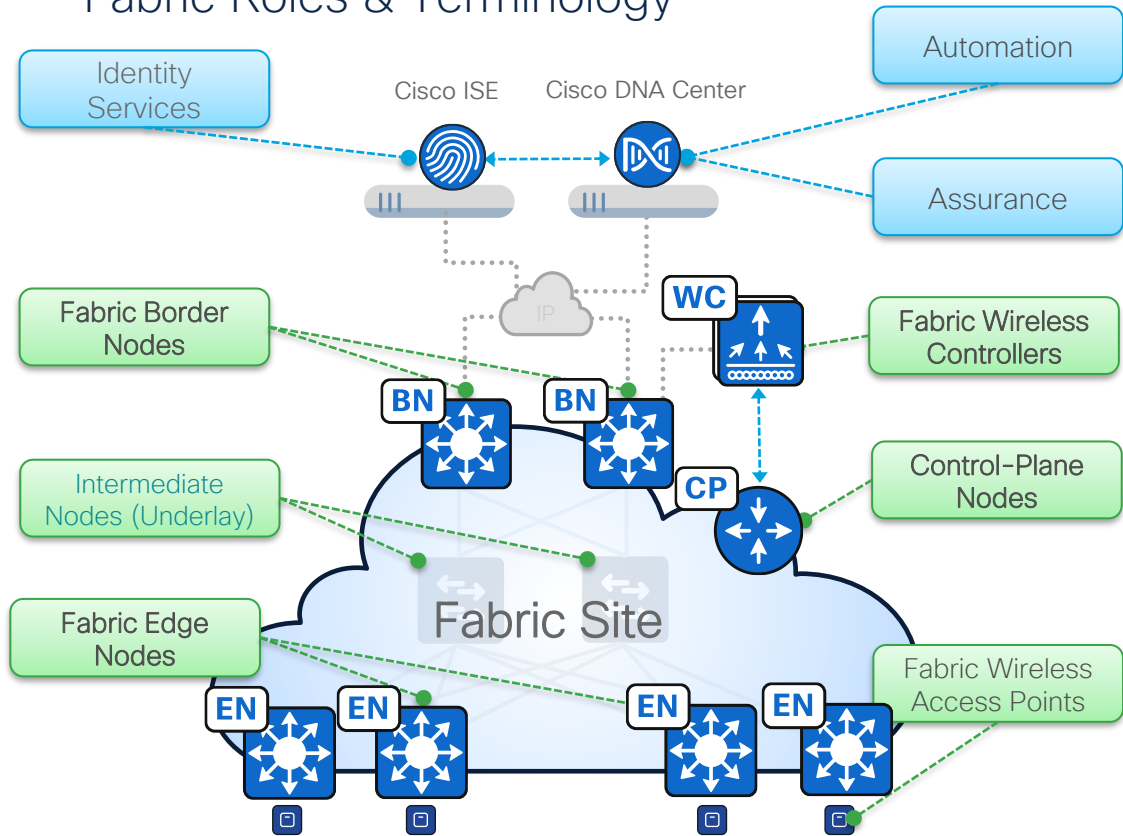 Fabric Roles & Terminology
Automation
Identity
Services
Cisco ISE
Cisco DNA Center
Assurance
IP
WC
Fabric Border
Nodes
Fabric Wireless
Controllers
BN
BN
Intermediate
Nodes (Underlay)
CP
Control-Plane
Nodes
Fabric Site
Fabric Edge
Nodes
Fabric Wireless
Access Points
EN
EN
EN
EN